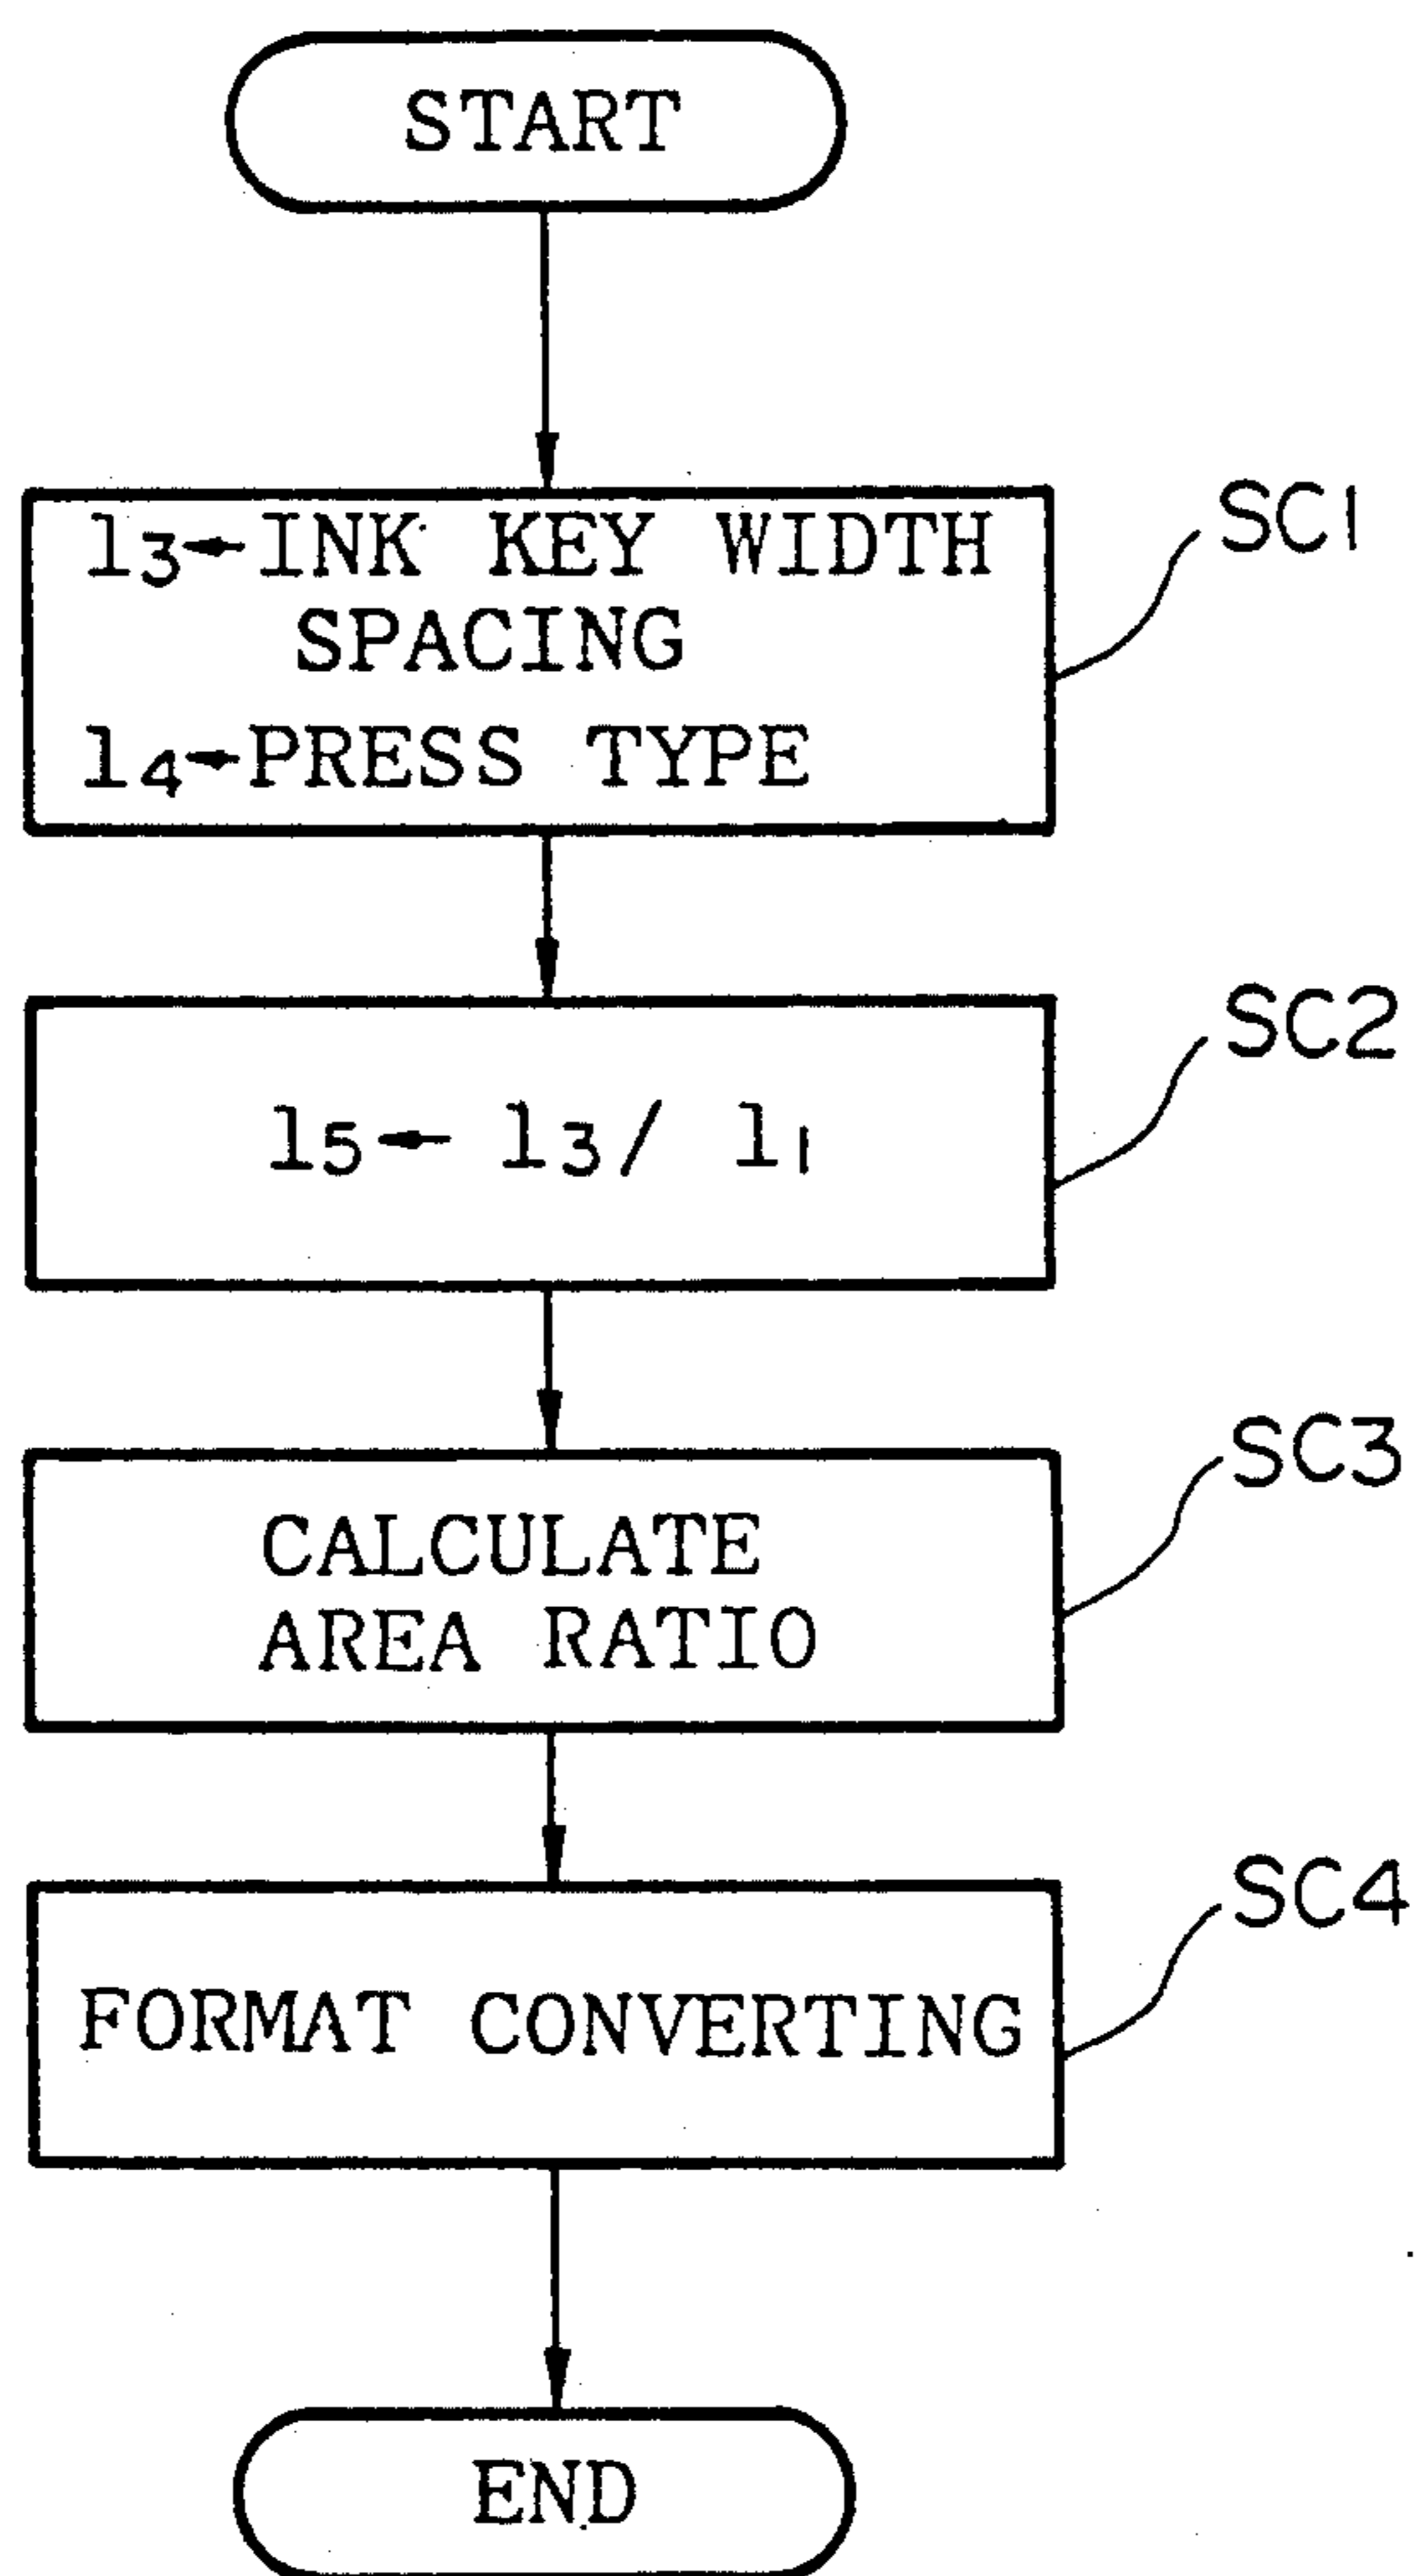 START
l3←INK KEY WIDTH
SPACING
l4←PRESS TYPE
SC1
l5← l3/ l1
SC2
CALCULATE
AREA RATIO
SC3
FORMAT CONVERTING
SC4
END